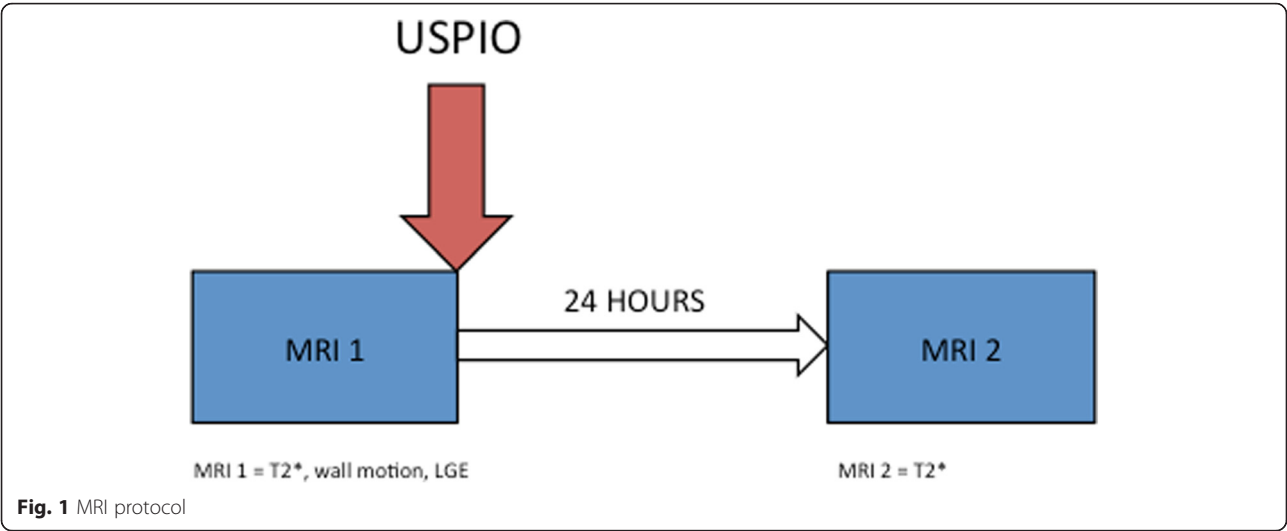 USPIO
24 HOURS
MRI 1
MRI 2
MRI 1 = T2*, wall motion, LGE
MRI 2 = T2*
Fig. 1 MRI protocol